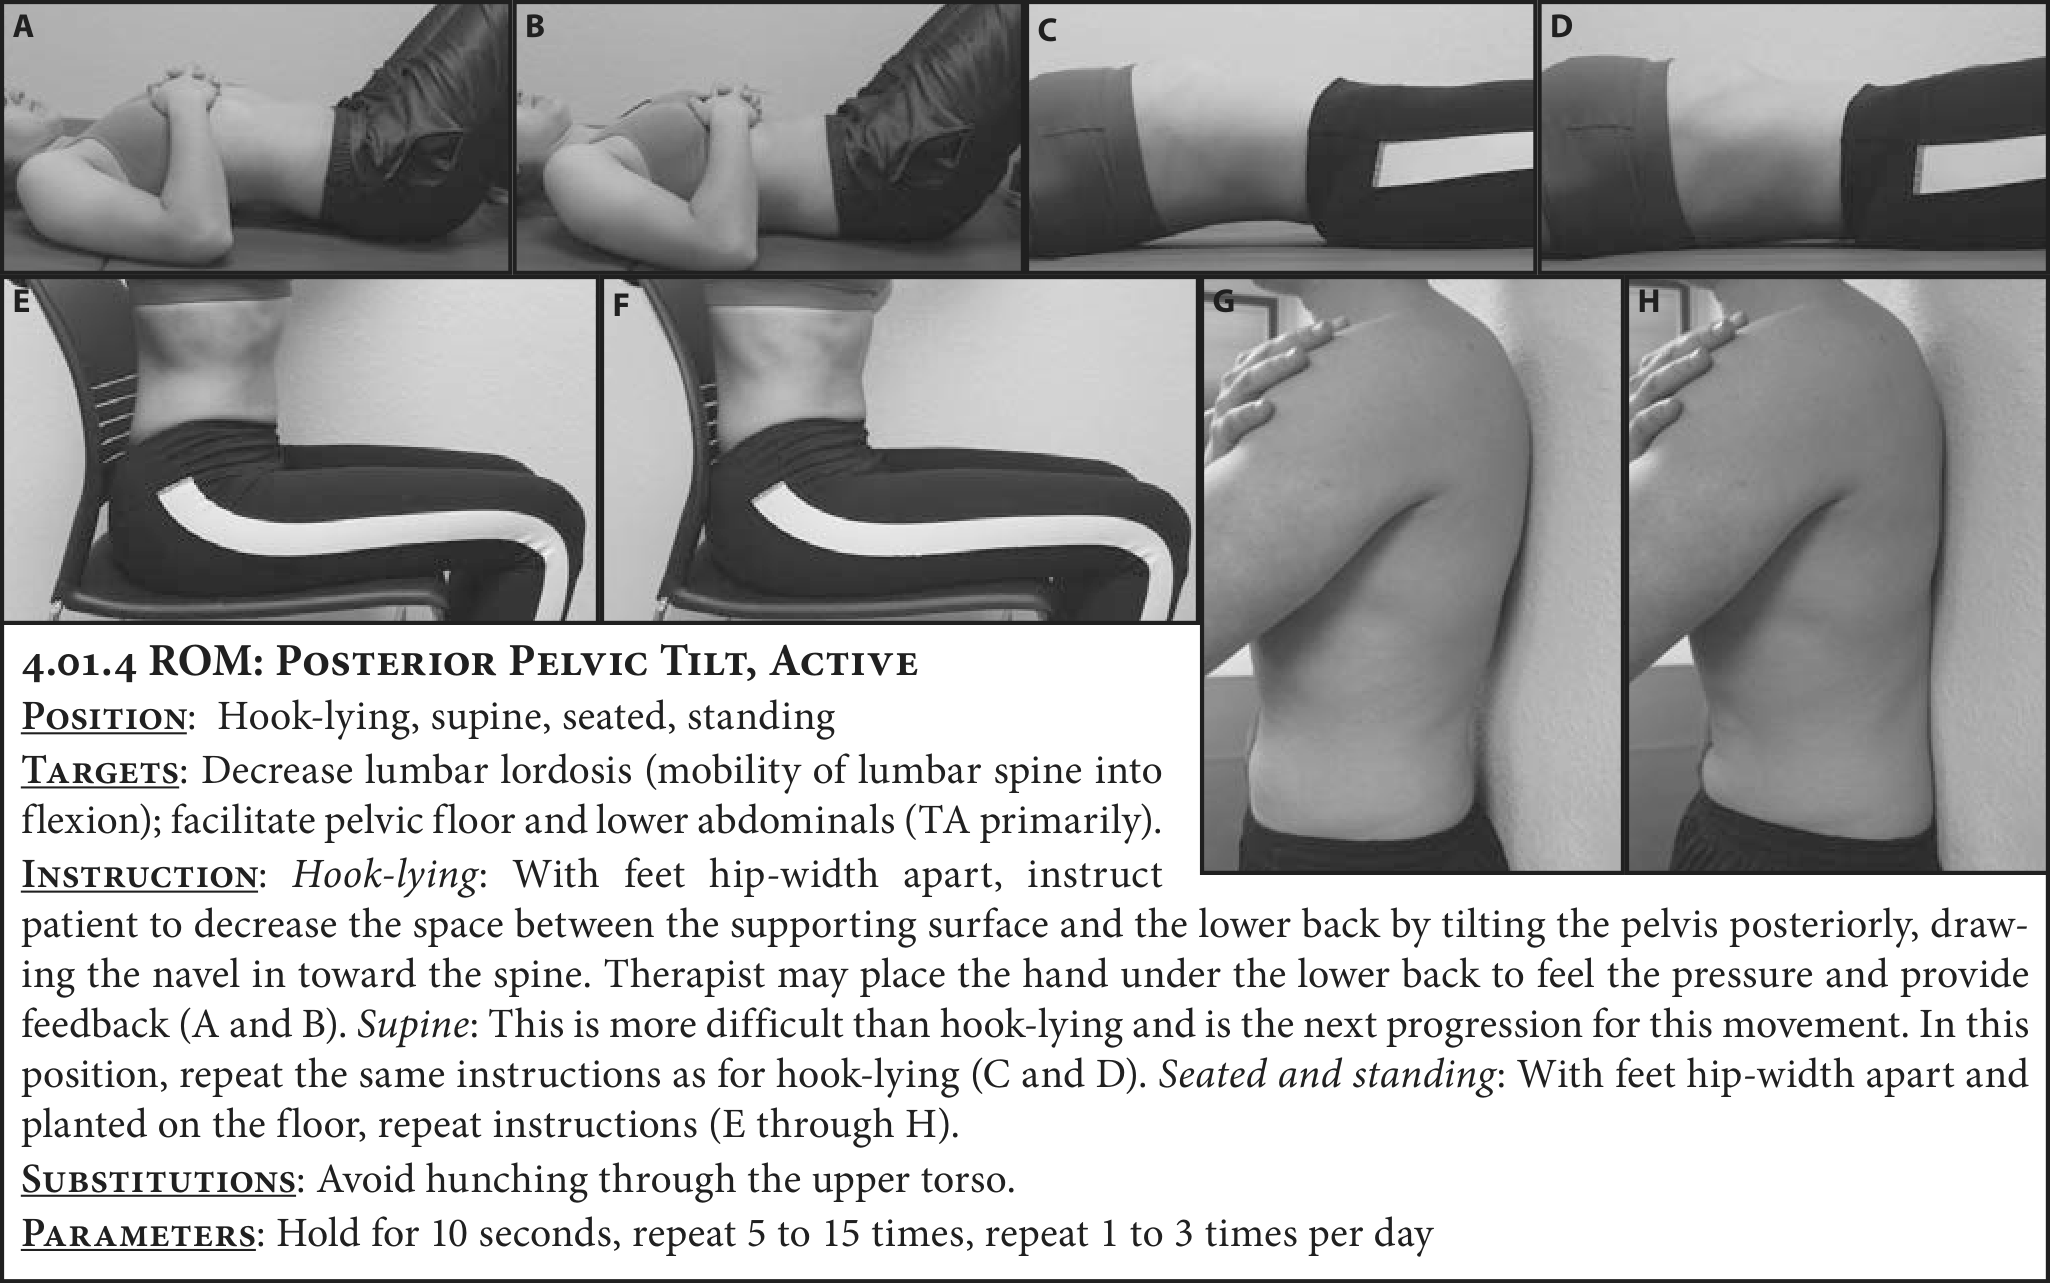 A
B
C
D
E
F
G
H
4.01.4 ROM: Posterior Pelvic Tilt, Active
Position: Hook-lying, supine, seated, standing
Targets: Decrease lumbar lordosis (mobility of lumbar spine into
flexion); facilitate pelvic floor and lower abdominals (TA primarily).
Instruction: Hook-lying: With feet hip-width apart, instruct
patient to decrease the space between the supporting surface and the lower back by tilting the pelvis posteriorly, draw-
ing the navel in toward the spine. Therapist may place the hand under the lower back to feel the pressure and provide
feedback (A and B). Supine: This is more difficult than hook-lying and is the next progression for this movement. In this
position, repeat the same instructions as for hook-lying (C and D). Seated and standing: With feet hip-width apart and
planted on the floor, repeat instructions (E through H).
Substitutions: Avoid hunching through the upper torso.
Parameters: Hold for 10 seconds, repeat 5 to 15 times, repeat 1 to 3 times per day